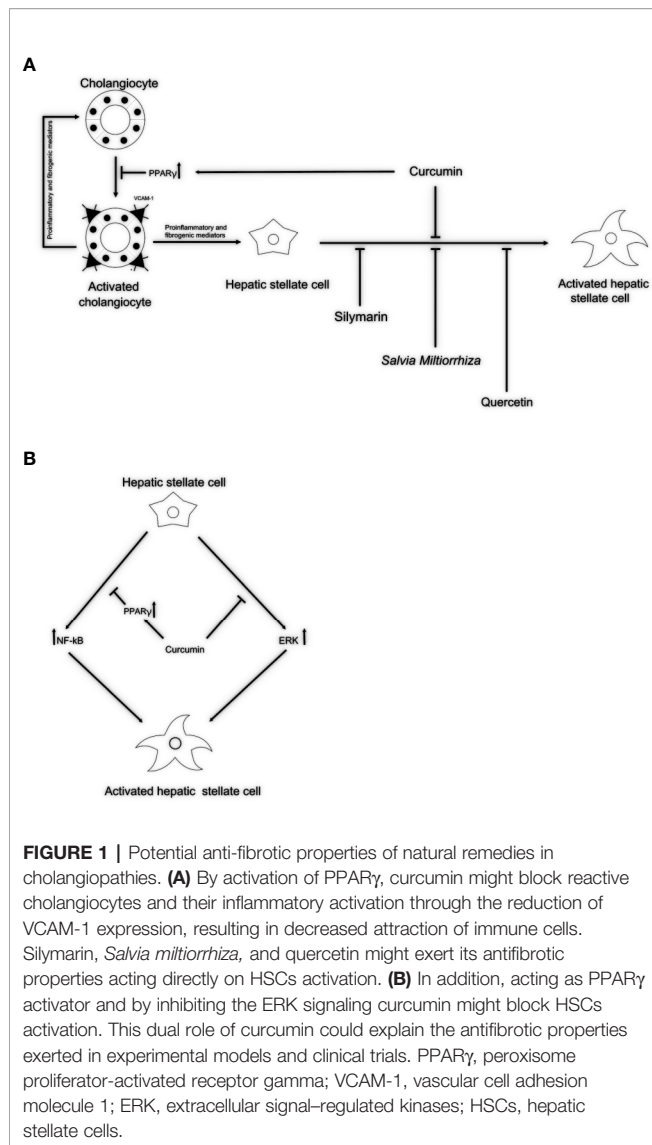 A
Cholangiocyte
Proinflammatory and fibrogenic mediators
PPARγ
Curcumin
VCAM-1
Proinflammatory and
fibrogenic mediators
Activated
cholangiocyte
Hepatic stellate cell
Activated hepatic
stellate cell
Silymarin
Salvia Miltiorrhiza
Quercetin
B
Hepatic stellate cell
PPARγ
NF-kB
Curcumin
ERK
Activated hepatic stellate cell
FIGURE 1 | Potential anti-fibrotic properties of natural remedies in
cholangiopathies. (A) By activation of PPARγ, curcumin might block reactive
cholangiocytes and their inflammatory activation through the reduction of
VCAM-1 expression, resulting in decreased attraction of immune cells.
Silymarin, Salvia miltiorrhiza, and quercetin might exert its antifibrotic
properties acting directly on HSCs activation. (B) In addition, acting as PPARγ
activator and by inhibiting the ERK signaling curcumin might block HSCs
activation. This dual role of curcumin could explain the antifibrotic properties
exerted in experimental models and clinical trials. PPARγ, peroxisome
proliferator-activated receptor gamma; VCAM-1, vascular cell adhesion
molecule 1; ERK, extracellular signal–regulated kinases; HSCs, hepatic
stellate cells.